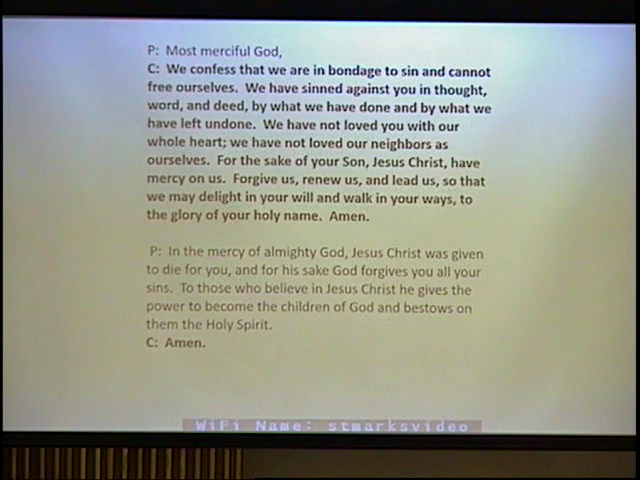 P: Most merciful God,
C: We confess that we are in bondage to sin and cannot
free ourselves. We have sinned against you in thought,
word, and deed, by what we have done and by what we
have left undone. We have not loved you with our
whole heart; we have not loved our neighbors as
ourselves. For the sake of your Son, Jesus Christ, have
mercy on us. Forgive us, renew us, and lead us, so that
we may delight in your will and walk in your ways, to
the glory of your holy name. Amen.
P: In the mercy of almighty God, Jesus Christ was given
to die for you, and for his sake God forgives you all your
sins. To those who believe in Jesus Christ he gives the
power to become the children of God and bestows on
them the Holy Spirit.
C: Amen.
WiFi Name: stmarksvideo